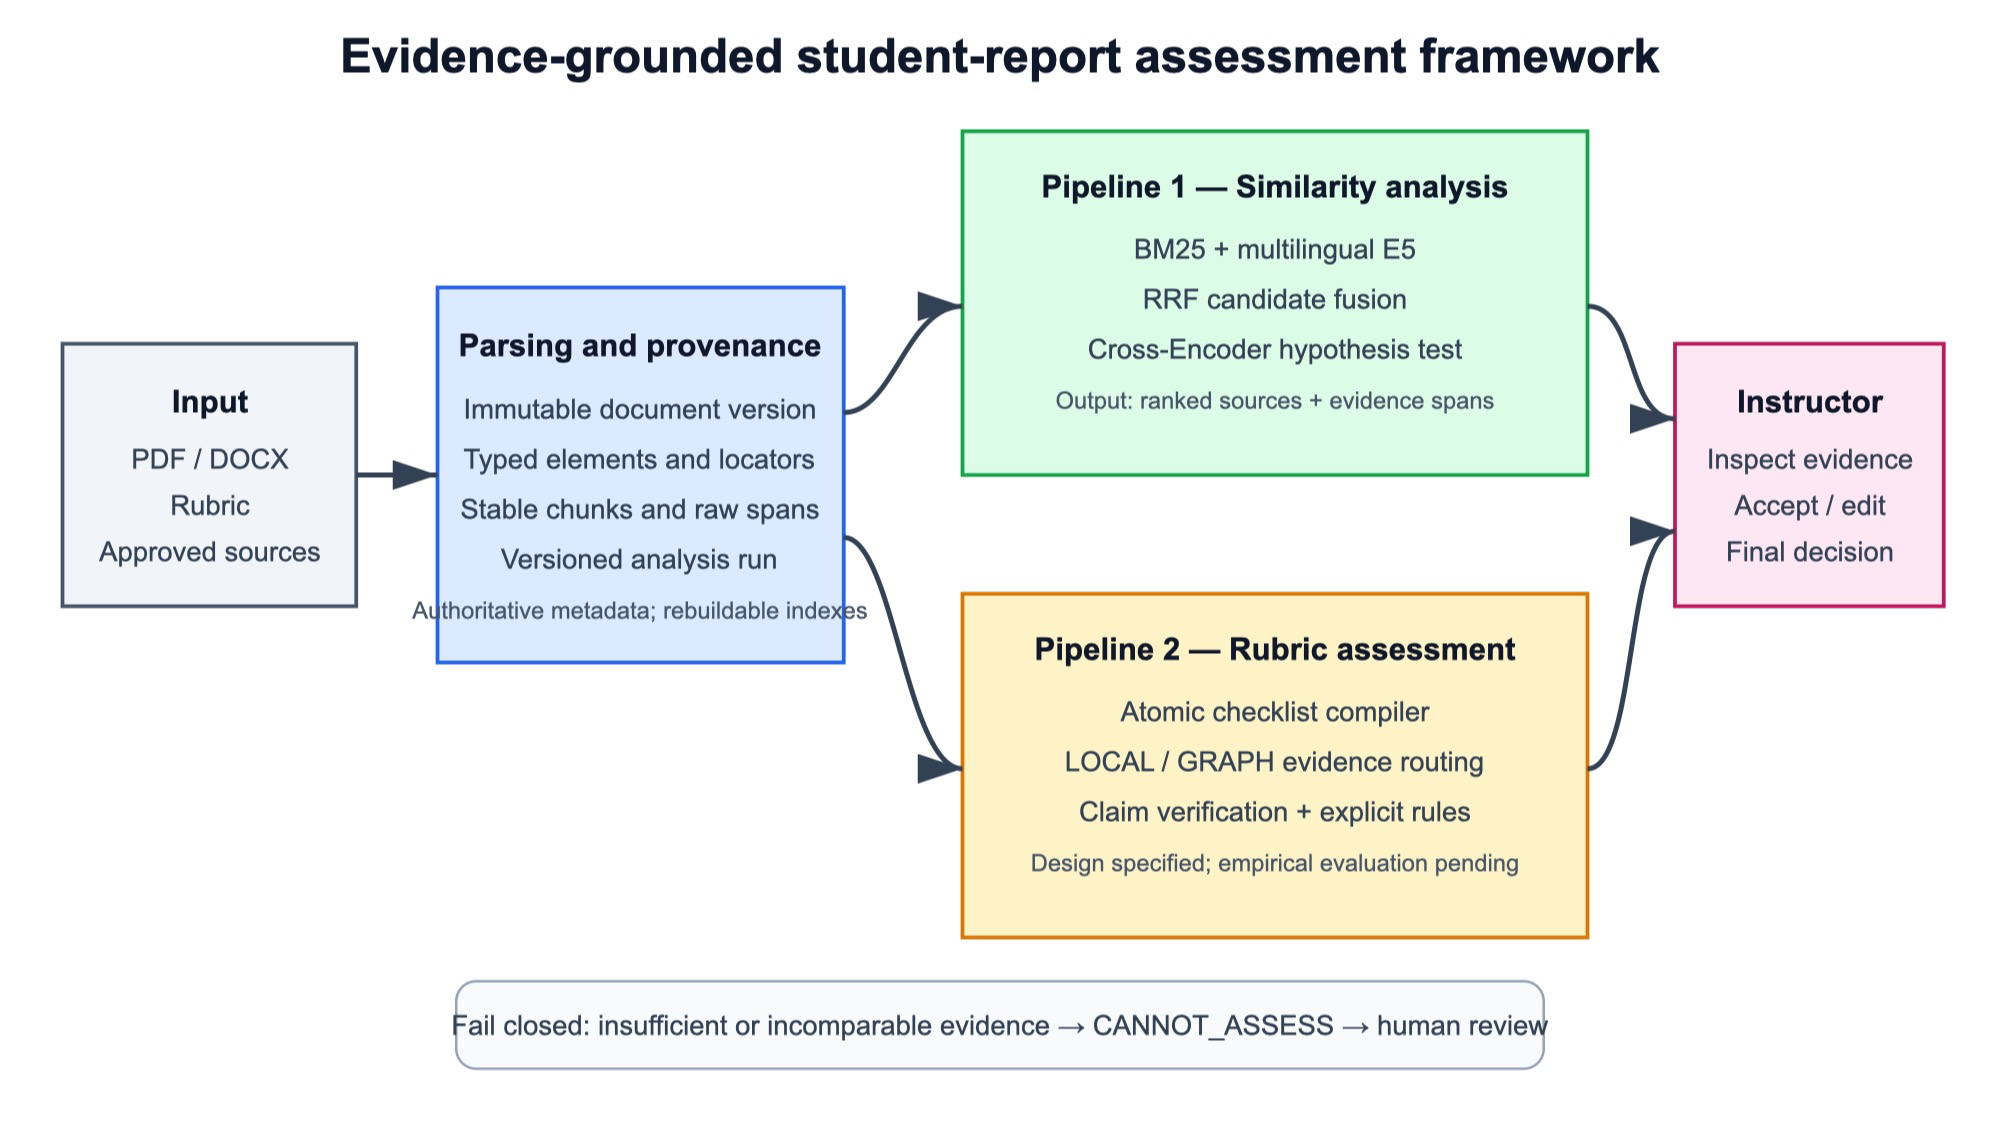 Evidence-grounded student-report assessment framework
Input
PDF / DOCX
Rubric
Approved sources
Parsing and provenance
Immutable document version
Typed elements and locators
Stable chunks and raw spans
Versioned analysis run
Authoritative metadata; rebuildable indexes
Pipeline 1 — Similarity analysis
BM25 + multilingual E5
RRF candidate fusion
Cross-Encoder hypothesis test
Output: ranked sources + evidence spans
Pipeline 2 — Rubric assessment
Atomic checklist compiler
LOCAL / GRAPH evidence routing
Claim verification + explicit rules
Design specified; empirical evaluation pending
Instructor
Inspect evidence
Accept / edit
Final decision
Fail closed: insufficient or incomparable evidence → CANNOT_ASSESS → human review